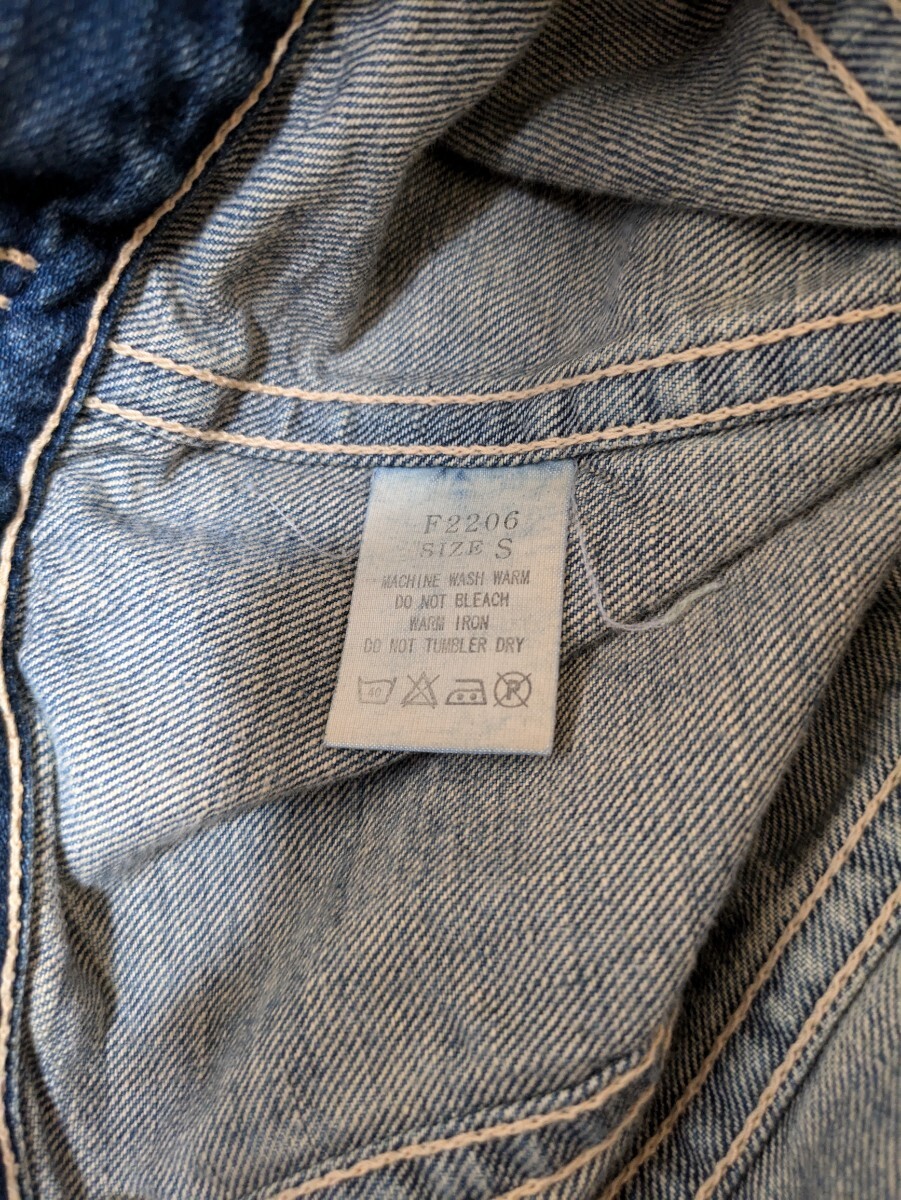 F2206
SIZE S
MACHINE WASH WARM
DO NOT BLEACH
WARM IRON
DO NOT TUMBLER DRY
40 P